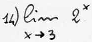 14) lim 2^x
x → 3